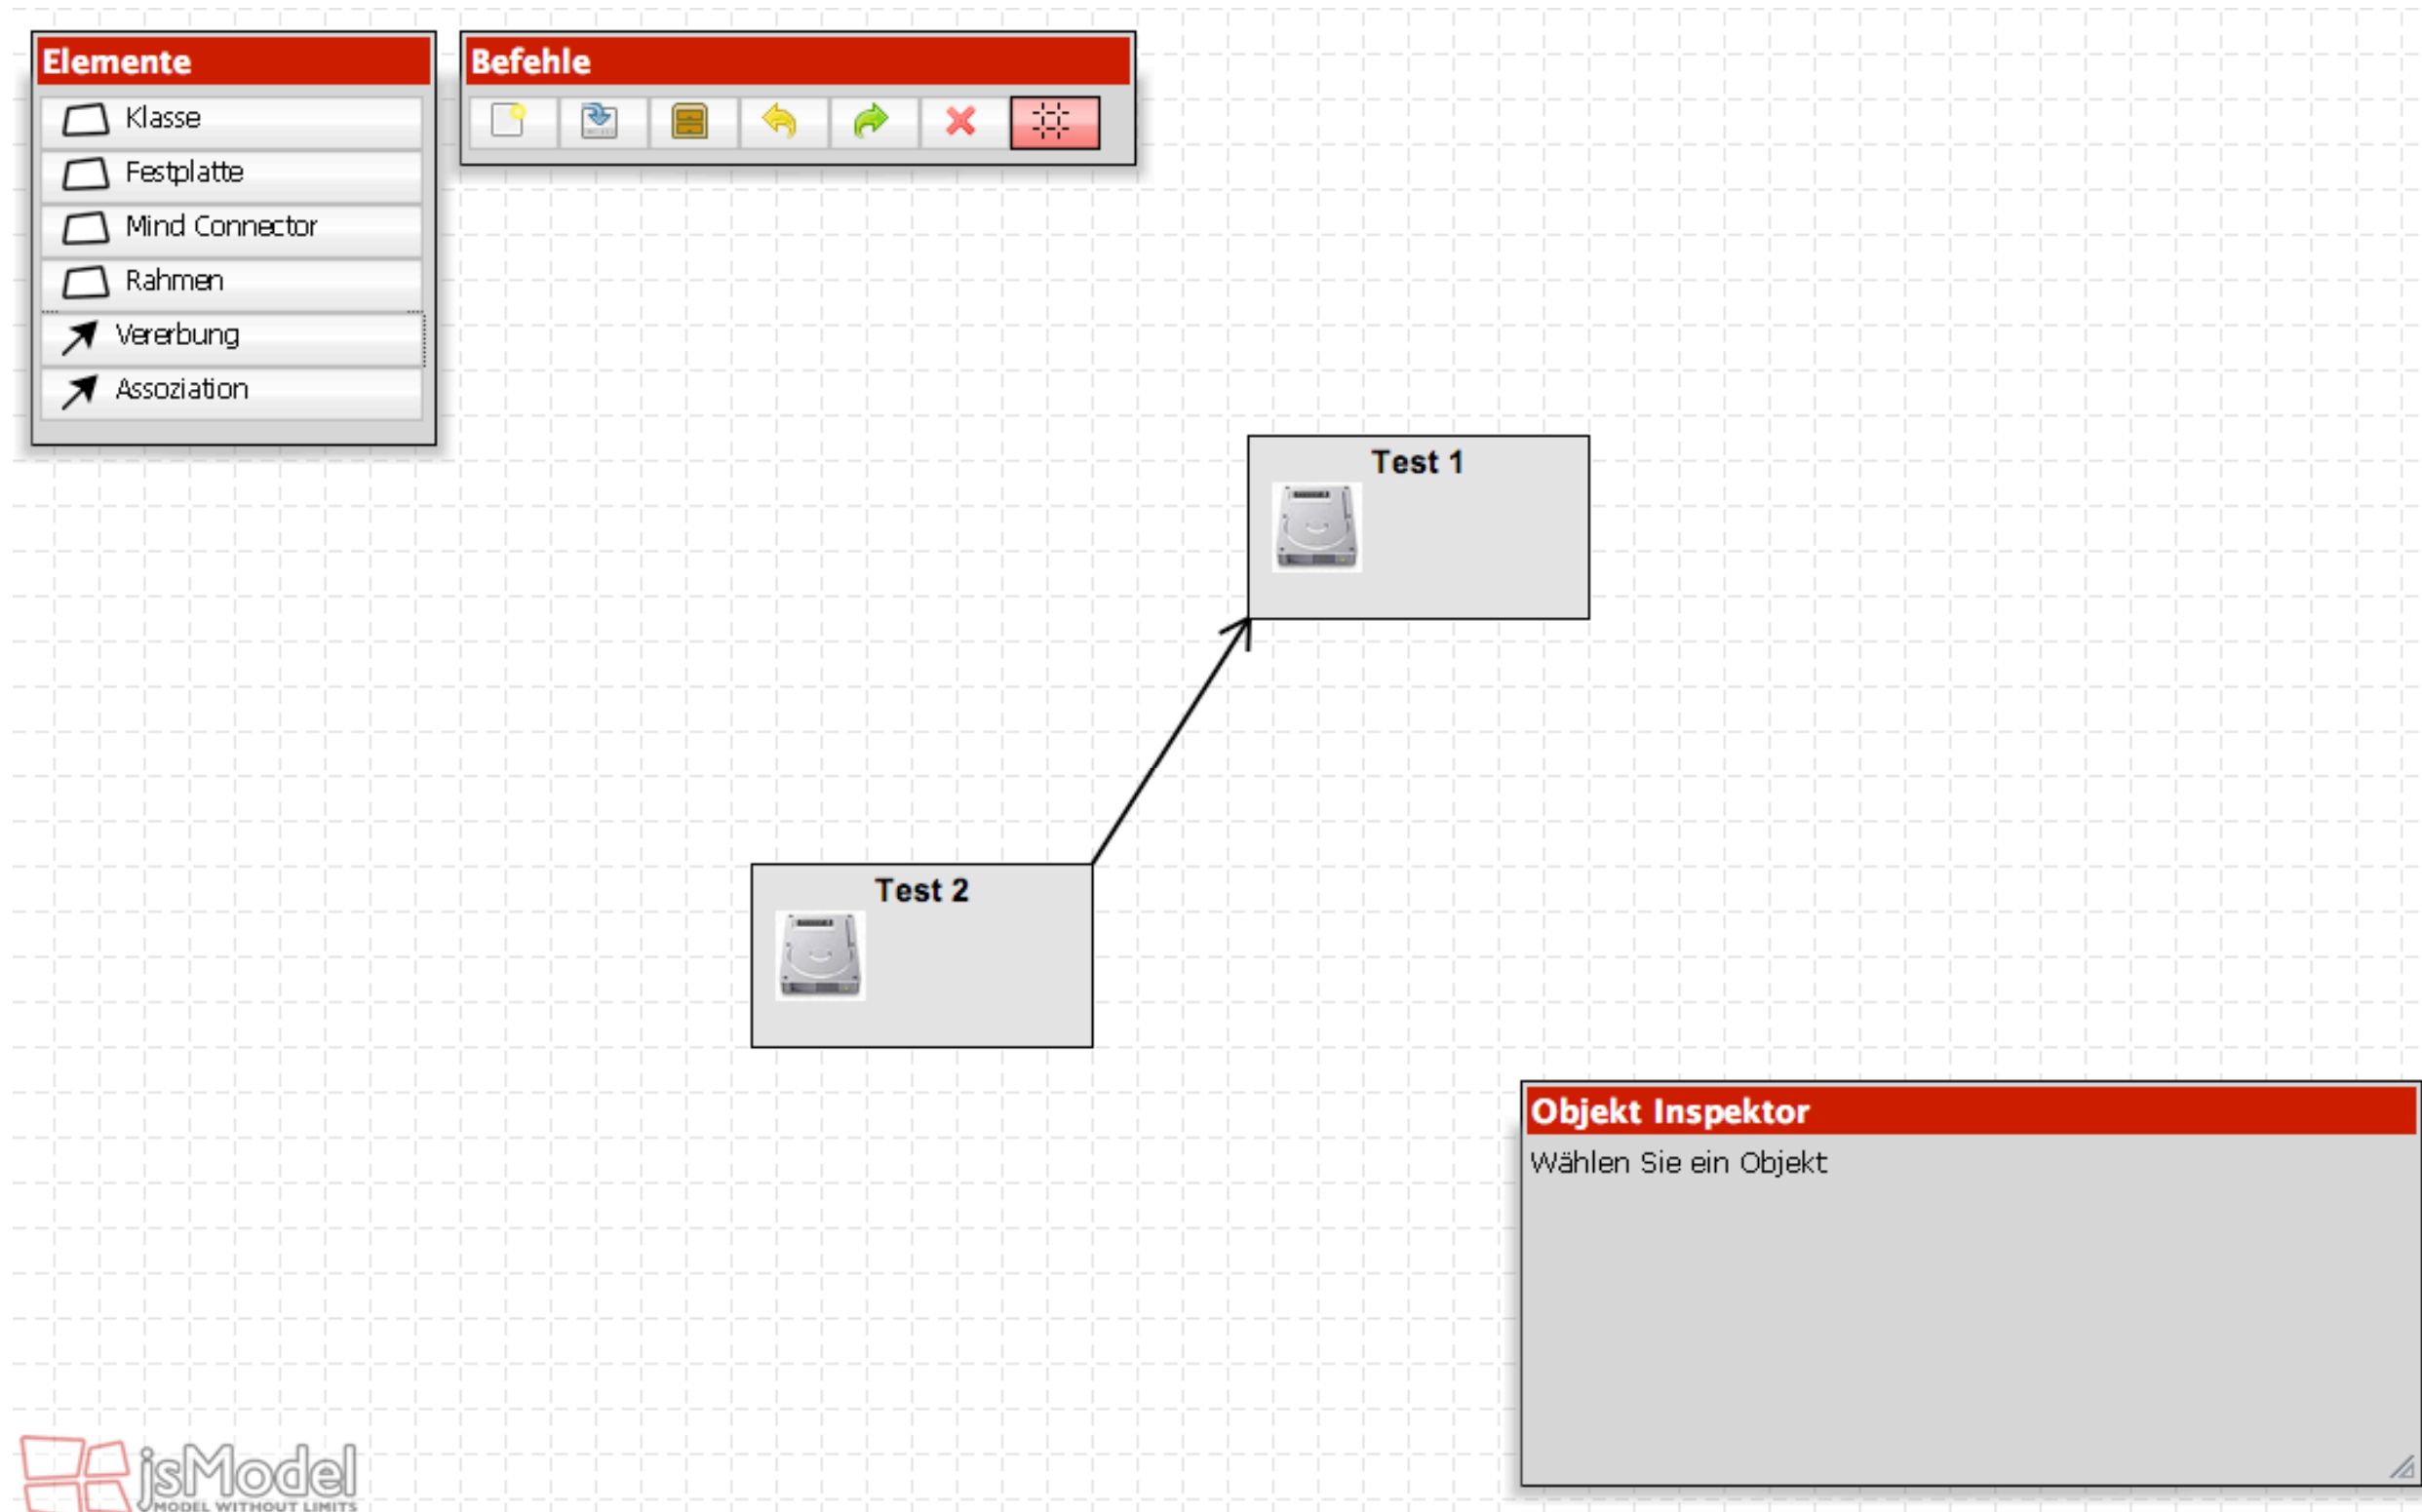 Elemente
Klasse
Festplatte
Mind Connector
Rahmen
Vererbung
Assoziation
Befehle
Test 1
Test 2
Objekt Inspektor
Wählen Sie ein Objekt
jsModel
MODEL WITHOUT LIMITS